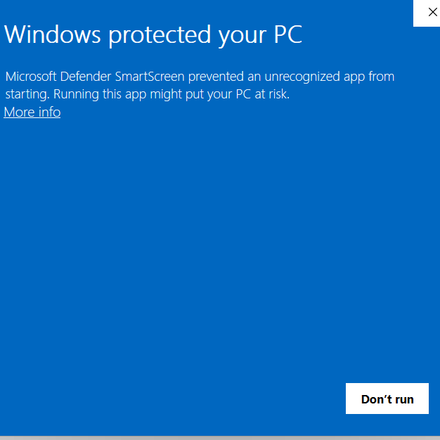 Windows protected your PC
Microsoft Defender SmartScreen prevented an unrecognized app from
starting. Running this app might put your PC at risk.
More info
Don’t run